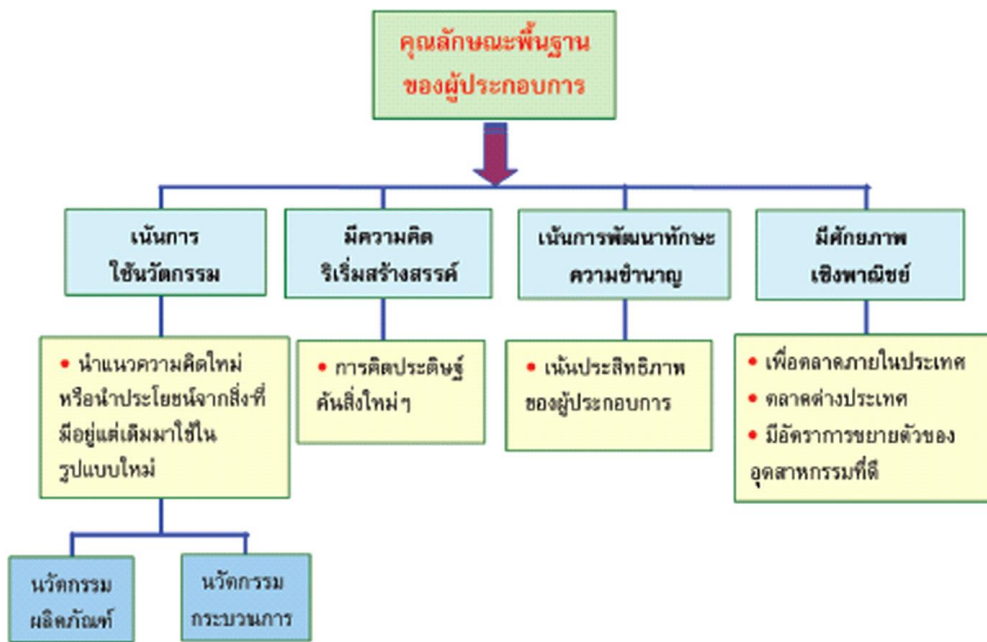 คุณลักษณะพื้นฐาน
ของผู้ประกอบการ
เน้นการ
ใช้นวัตกรรม
มีความคิด
ริเริ่มสร้างสรรค์
เน้นการพัฒนาทักษะ
ความชำนาญ
มีศักยภาพ
เชิงพาณิชย์
• นำแนวความคิดใหม่
หรือนำประโยชน์จากสิ่งที่
มีอยู่แต่เดิมมาใช้ใน
รูปแบบใหม่
• การคิดประดิษฐ์
ค้นสิ่งใหม่ๆ
• เน้นประสิทธิภาพ
ของผู้ประกอบการ
• เพื่อตลาดภายในประเทศ
• ตลาดต่างประเทศ
• มีอัตราการขยายตัวของ
อุตสาหกรรมที่ดี
นวัตกรรม
ผลิตภัณฑ์
นวัตกรรม
กระบวนการ